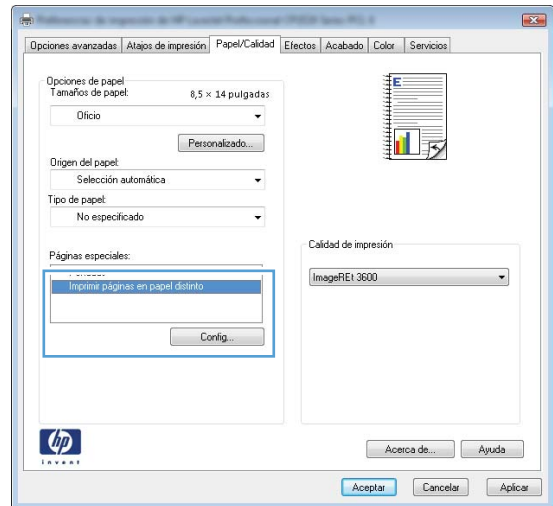 Opciones avanzadas Atajos de impresión Papel/Calidad Efectos Acabado Color Servicios
Opciones de papel
Tamaños de papel: 8,5 × 14 pulgadas
Oficio
Personalizado...
Origen del papel:
Selección automática
Tipo de papel:
No especificado
Páginas especiales:
Imprimir páginas en papel distinto
Config...
E
Calidad de impresión
ImageREt 3600
hp
invent
Acerca de... Ayuda
Aceptar Cancelar Aplicar